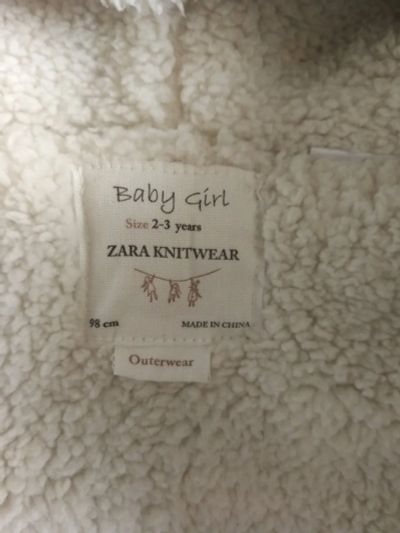 Baby Girl
Size 2-3 years
ZARA KNITWEAR
98 cm MADE IN CHINA
Outerwear